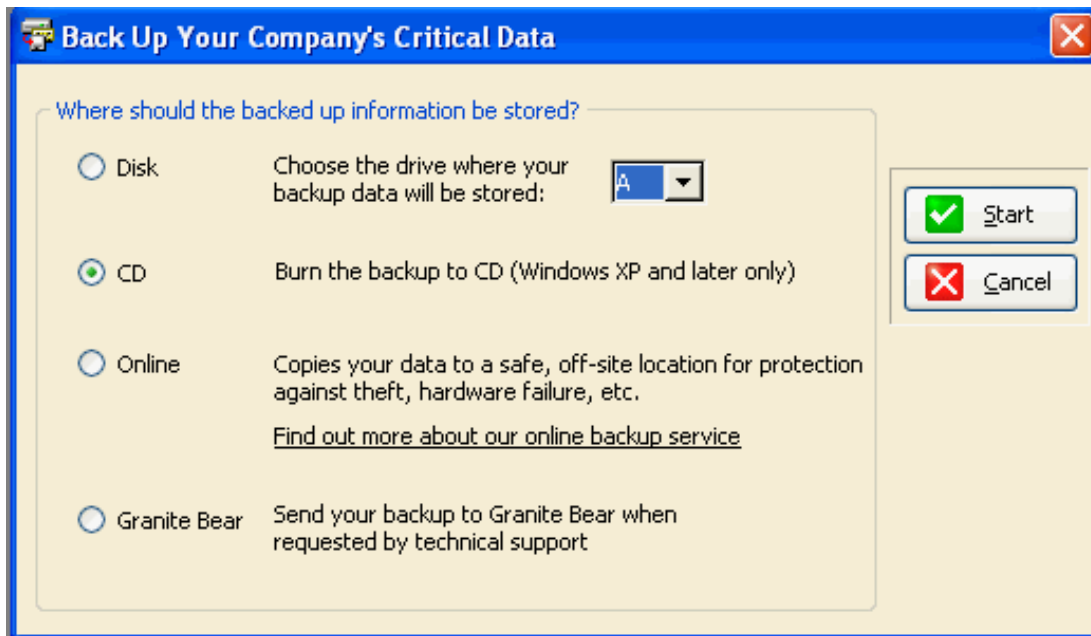 Back Up Your Company's Critical Data
Where should the backed up information be stored?
Disk
Choose the drive where your
backup data will be stored:
A
CD
Burn the backup to CD (Windows XP and later only)
Online
Copies your data to a safe, off-site location for protection
against theft, hardware failure, etc.
Find out more about our online backup service
Granite Bear
Send your backup to Granite Bear when
requested by technical support
Start
Cancel